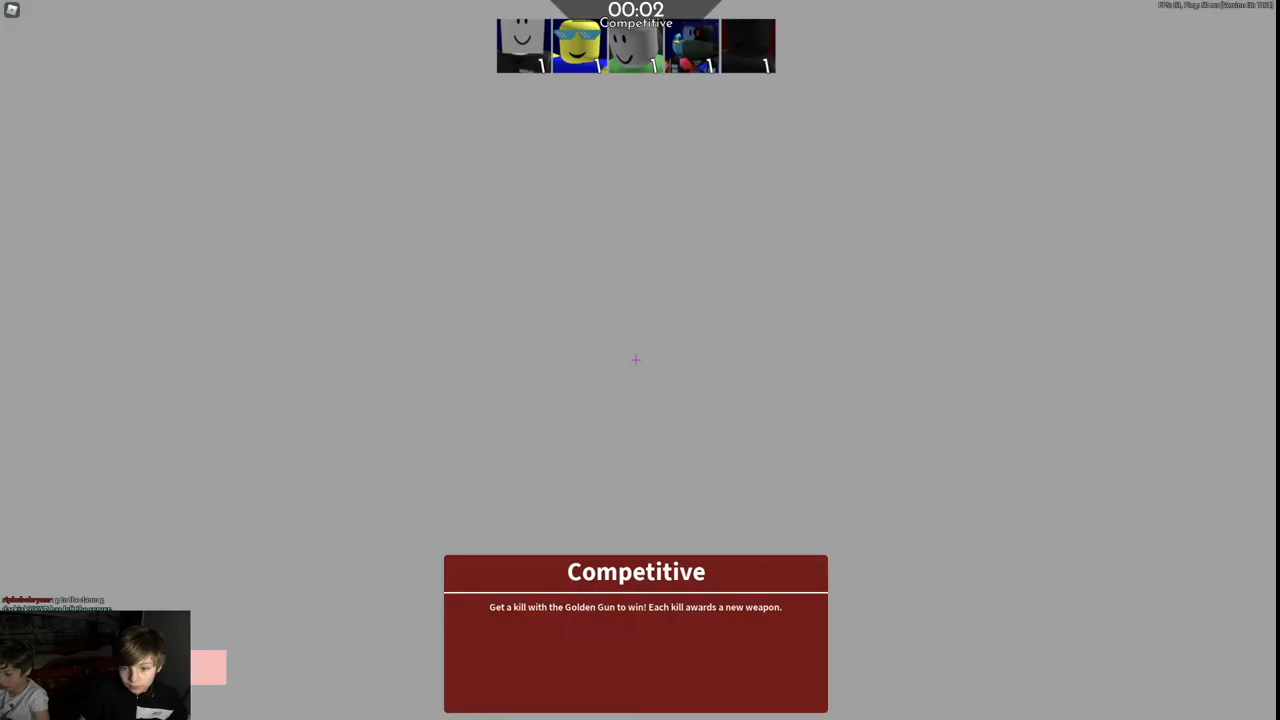 00:02
Competitive
1 1 1 1 1
Competitive
Get a kill with the Golden Gun to win! Each kill awards a new weapon.